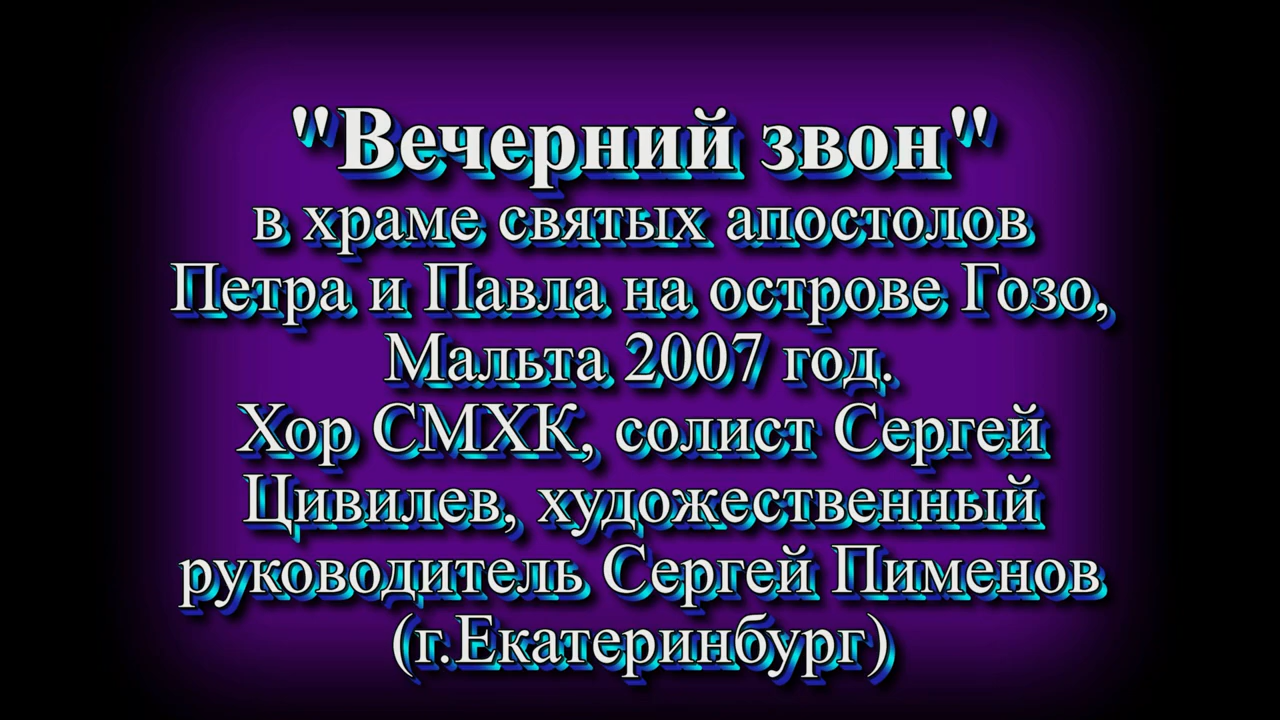 "Вечерний звон"
в храме святых апостолов
Петра и Павла на острове Гозо,
Мальта 2007 год.
Хор СМХК, солист Сергей
Цивилев, художественный
руководитель Сергей Пименов
(г.Екатеринбург)